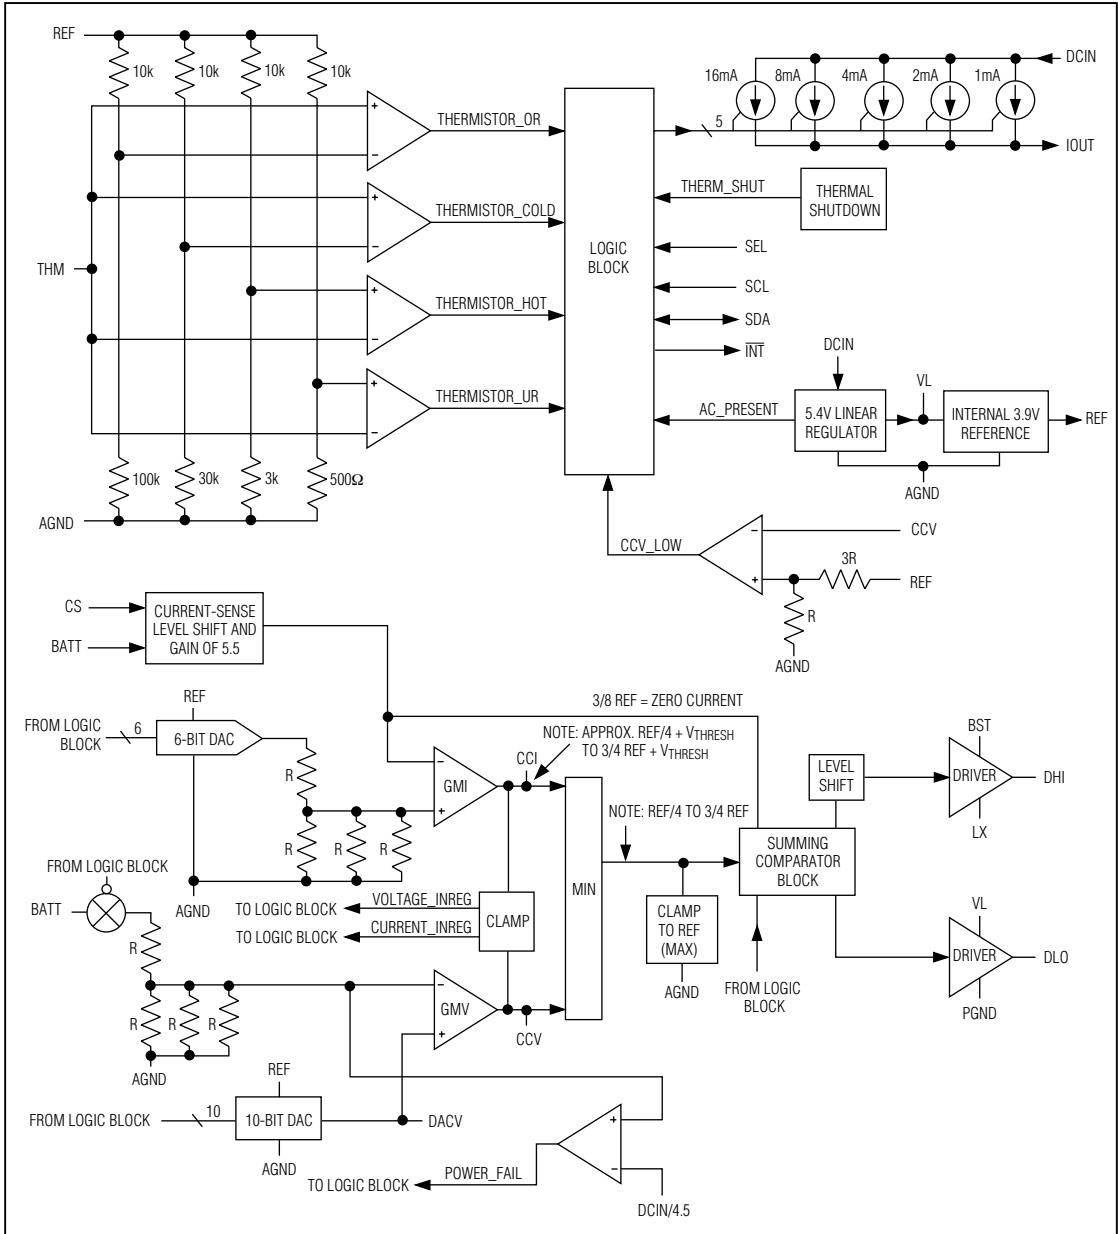 REF
10k
10k
10k
10k
+
−
THERMISTOR_OR
+
−
THERMISTOR_COLD
THM
+
−
THERMISTOR_HOT
+
−
THERMISTOR_UR
100k
30k
3k
500Ω
AGND
LOGIC
BLOCK
16mA
8mA
4mA
2mA
1mA
DCIN
5
IOUT
THERM_SHUT
THERMAL
SHUTDOWN
SEL
SCL
SDA
INT
DCIN
VL
AC_PRESENT
5.4V LINEAR
REGULATOR
INTERNAL 3.9V
REFERENCE
REF
AGND
CCV_LOW
−
+
CCV
3R
REF
R
AGND
CS
BATT
CURRENT-SENSE
LEVEL SHIFT AND
GAIN OF 5.5
REF
FROM LOGIC
BLOCK
6
6-BIT DAC
R
R
R
R
AGND
3/8 REF = ZERO CURRENT
NOTE: APPROX. REF/4 + VTHRESH
TO 3/4 REF + VTHRESH
−
+
GMI
CCI
MIN
NOTE: REF/4 TO 3/4 REF
LEVEL
SHIFT
BST
DRIVER
DHI
LX
SUMMING
COMPARATOR
BLOCK
FROM LOGIC BLOCK
BATT
R
R
R
R
AGND
TO LOGIC BLOCK
VOLTAGE_INREG
TO LOGIC BLOCK
CURRENT_INREG
CLAMP
CLAMP
TO REF
(MAX)
AGND
FROM LOGIC
BLOCK
VL
DRIVER
DLO
PGND
−
+
GMV
CCV
REF
FROM LOGIC BLOCK
10
10-BIT DAC
DACV
AGND
+
−
TO LOGIC BLOCK
POWER_FAIL
DCIN/4.5